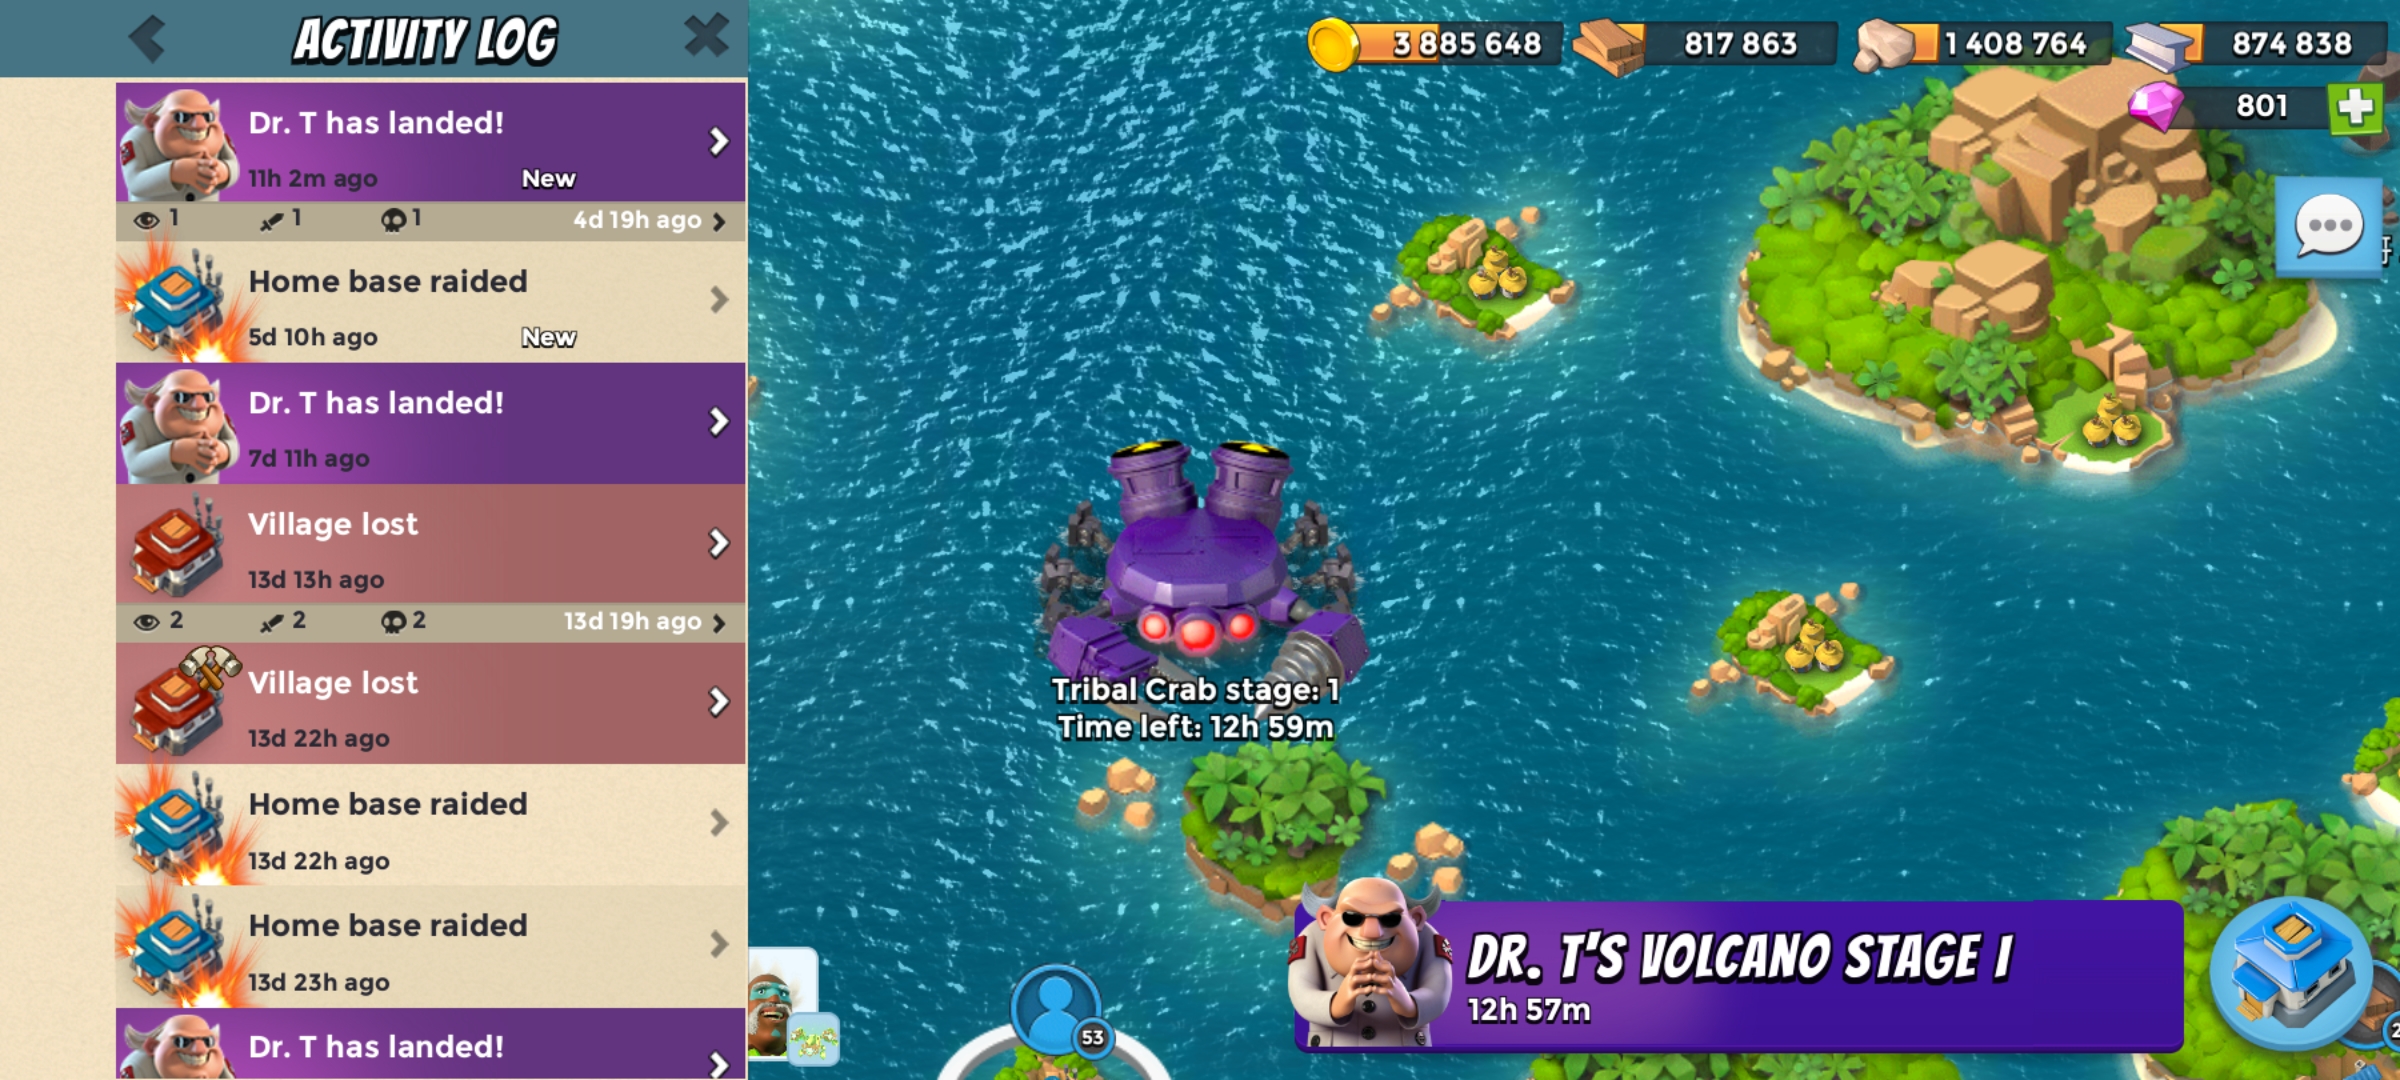 ACTIVITY LOG
Dr. T has landed!
11h 2m ago
New
1
1
1
4d 19h ago
Home base raided
5d 10h ago
New
Dr. T has landed!
7d 11h ago
Village lost
13d 13h ago
2
2
2
13d 19h ago
Village lost
13d 22h ago
Home base raided
13d 22h ago
Home base raided
13d 23h ago
Dr. T has landed!
3 885 648
817 863
1 408 764
874 838
801
Tribal Crab stage: 1
Time left: 12h 59m
53
DR. T'S VOLCANO STAGE I
12h 57m